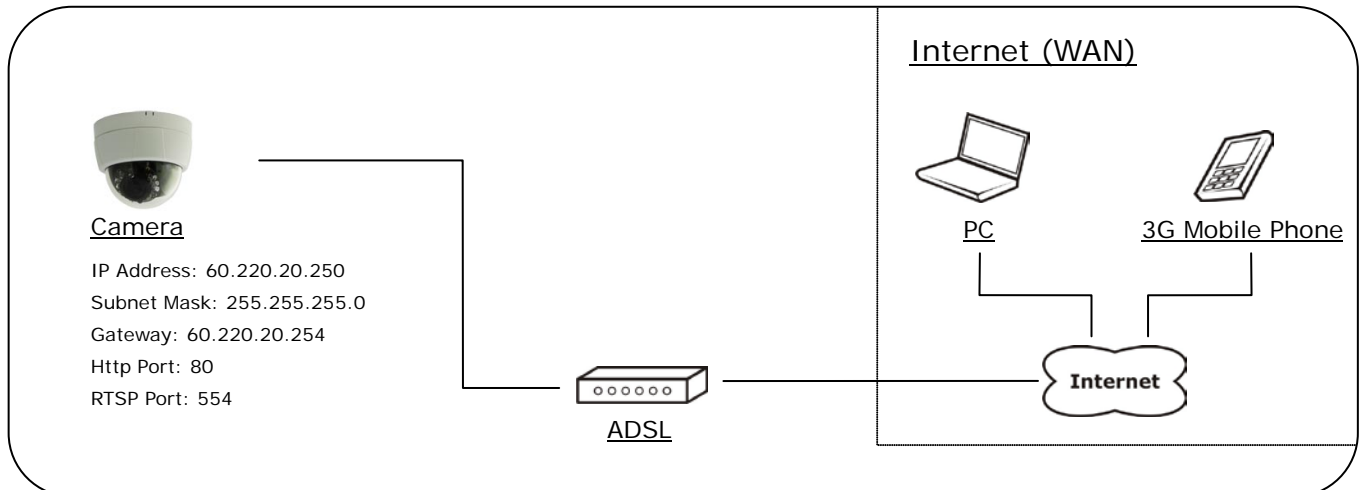 Internet (WAN)
Camera
IP Address: 60.220.20.250
Subnet Mask: 255.255.255.0
Gateway: 60.220.20.254
Http Port: 80
RTSP Port: 554
ADSL
PC
3G Mobile Phone
Internet